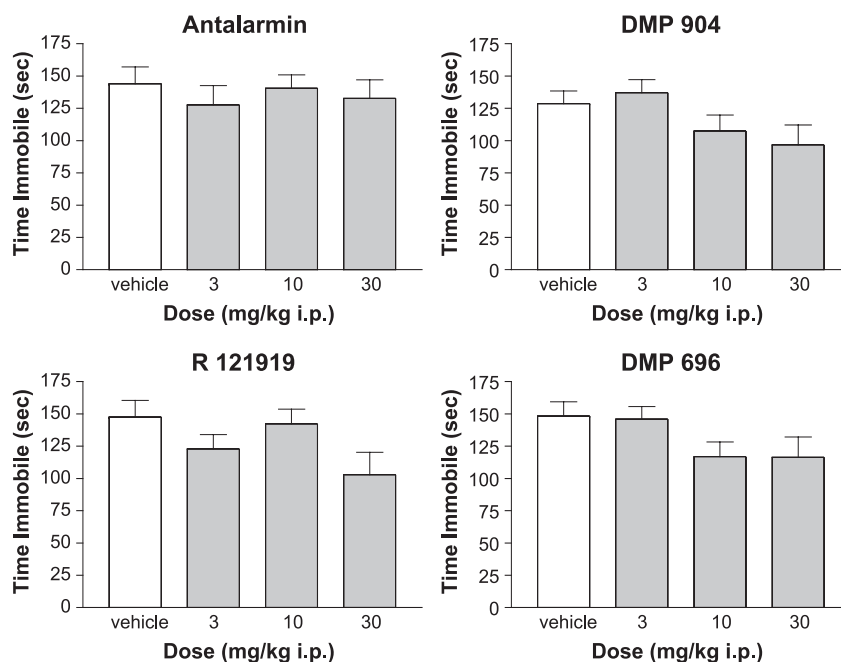 Antalarmin
Time Immobile (sec)
175
150
125
100
75
50
25
0
vehicle 3 10 30
Dose (mg/kg i.p.)
DMP 904
Time Immobile (sec)
175
150
125
100
75
50
25
0
vehicle 3 10 30
Dose (mg/kg i.p.)
R 121919
Time Immobile (sec)
175
150
125
100
75
50
25
0
vehicle 3 10 30
Dose (mg/kg i.p.)
DMP 696
Time Immobile (sec)
175
150
125
100
75
50
25
0
vehicle 3 10 30
Dose (mg/kg i.p.)